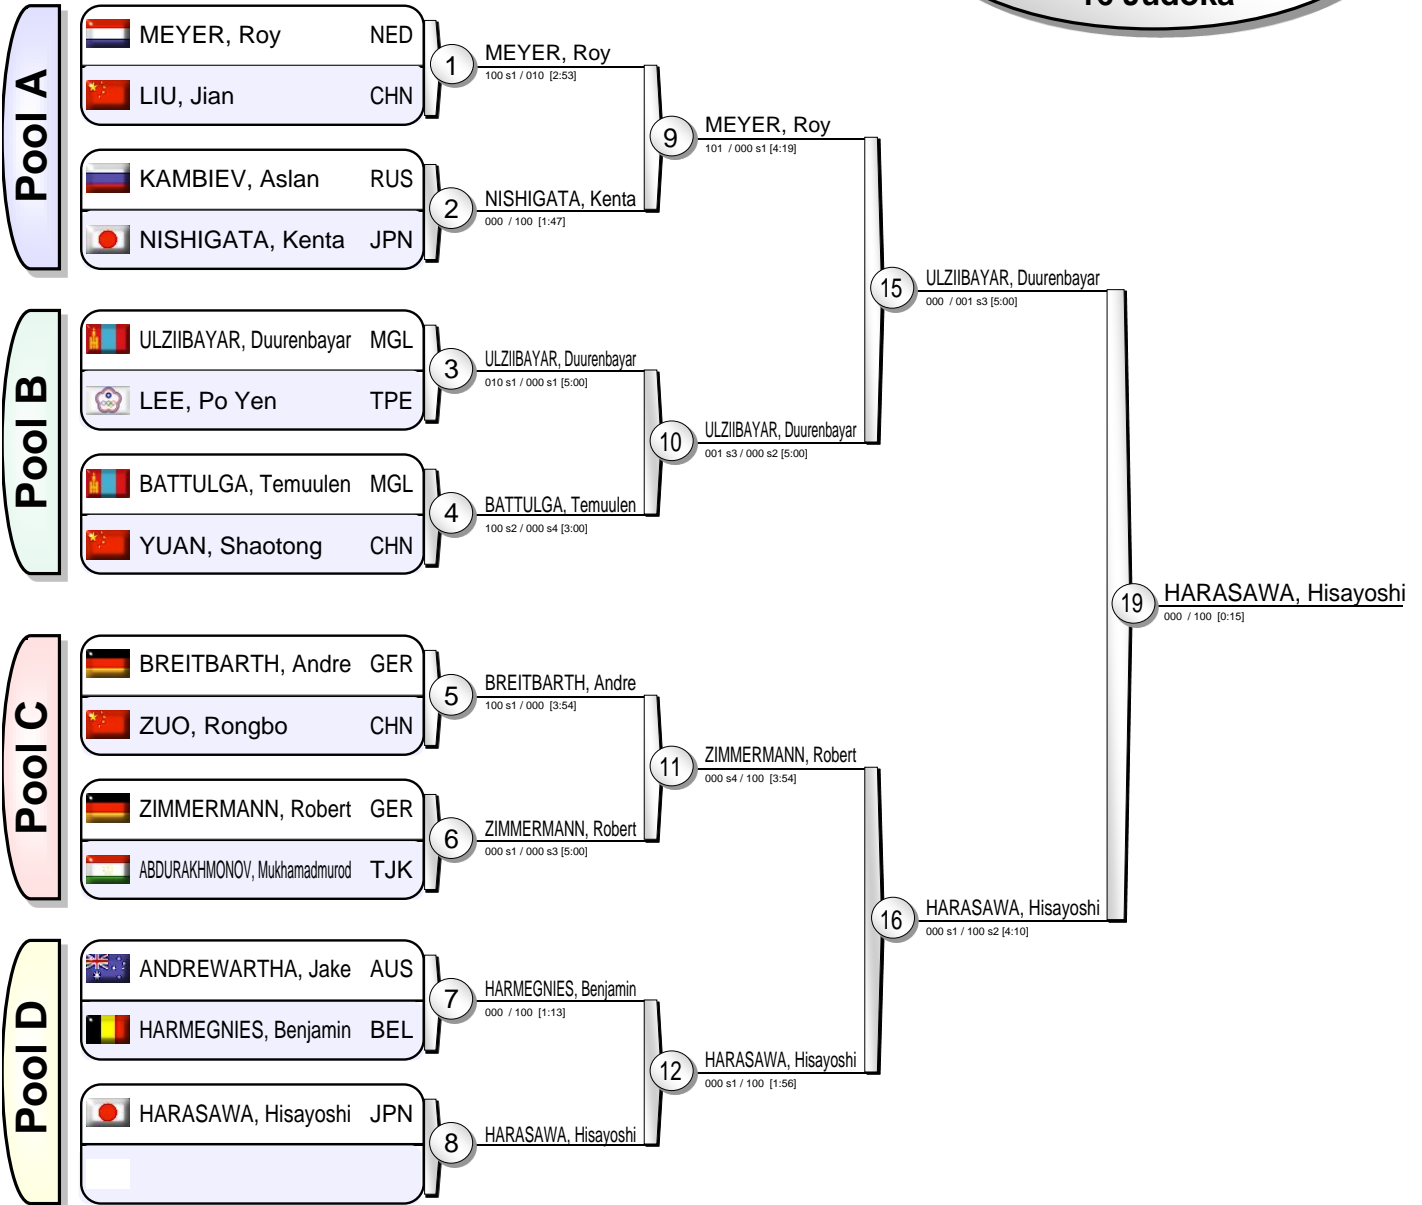 16 Judoka
Pool A
MEYER, Roy NED
LIU, Jian CHN
1
MEYER, Roy
100 s1 / 010 [2:53]
KAMBIEV, Aslan RUS
NISHIGATA, Kenta JPN
2
NISHIGATA, Kenta
000 / 100 [1:47]
9
MEYER, Roy
101 / 000 s1 [4:19]
Pool B
ULZIIBAYAR, Duurenbayar MGL
LEE, Po Yen TPE
3
ULZIIBAYAR, Duurenbayar
010 s1 / 000 s1 [5:00]
BATTULGA, Temuulen MGL
YUAN, Shaotong CHN
4
BATTULGA, Temuulen
100 s2 / 000 s4 [3:00]
10
ULZIIBAYAR, Duurenbayar
001 s3 / 000 s2 [5:00]
15
ULZIIBAYAR, Duurenbayar
000 / 001 s3 [5:00]
Pool C
BREITBARTH, Andre GER
ZUO, Rongbo CHN
5
BREITBARTH, Andre
100 s1 / 000 [3:54]
ZIMMERMANN, Robert GER
ABDURAKHMONOV, Mukhamadmurod TJK
6
ZIMMERMANN, Robert
000 s1 / 000 s3 [5:00]
11
ZIMMERMANN, Robert
000 s4 / 100 [3:54]
Pool D
ANDREWARTHA, Jake AUS
HARMEGNIES, Benjamin BEL
7
HARMEGNIES, Benjamin
000 / 100 [1:13]
HARASAWA, Hisayoshi JPN
8
HARASAWA, Hisayoshi
12
HARASAWA, Hisayoshi
000 s1 / 100 [1:56]
16
HARASAWA, Hisayoshi
000 s1 / 100 s2 [4:10]
19
HARASAWA, Hisayoshi
000 / 100 [0:15]